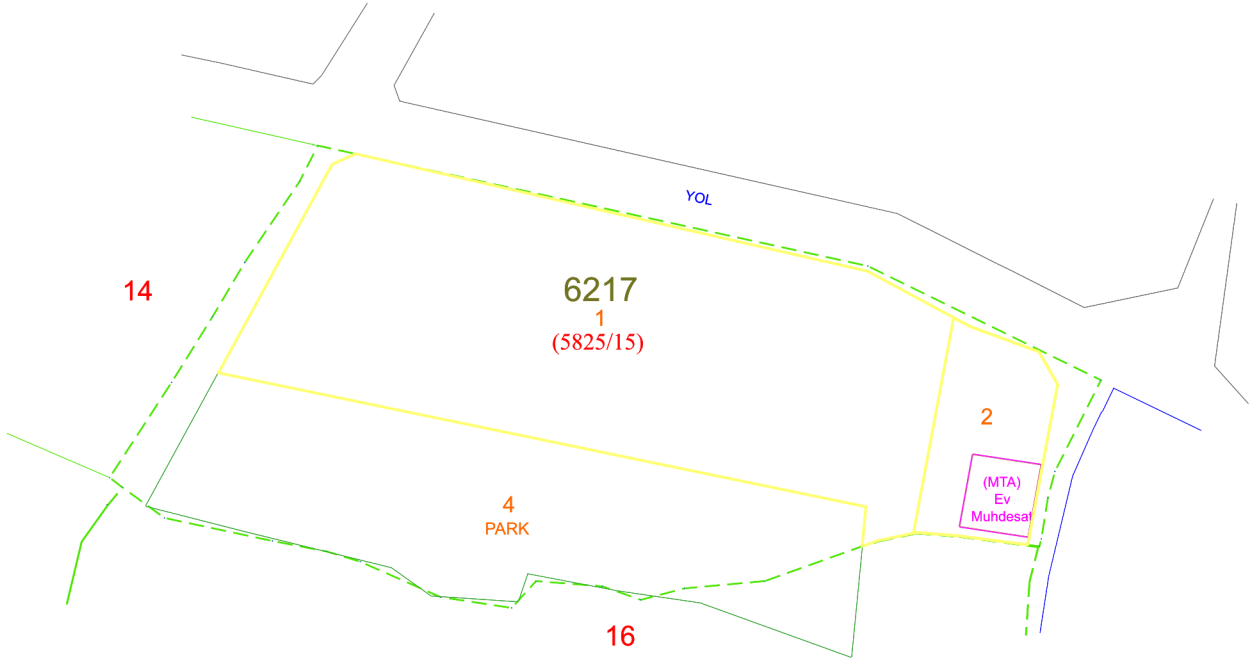 YOL
14
6217
1
(5825/15)
2
(MTA)
Ev
Muhdesat
4
PARK
16